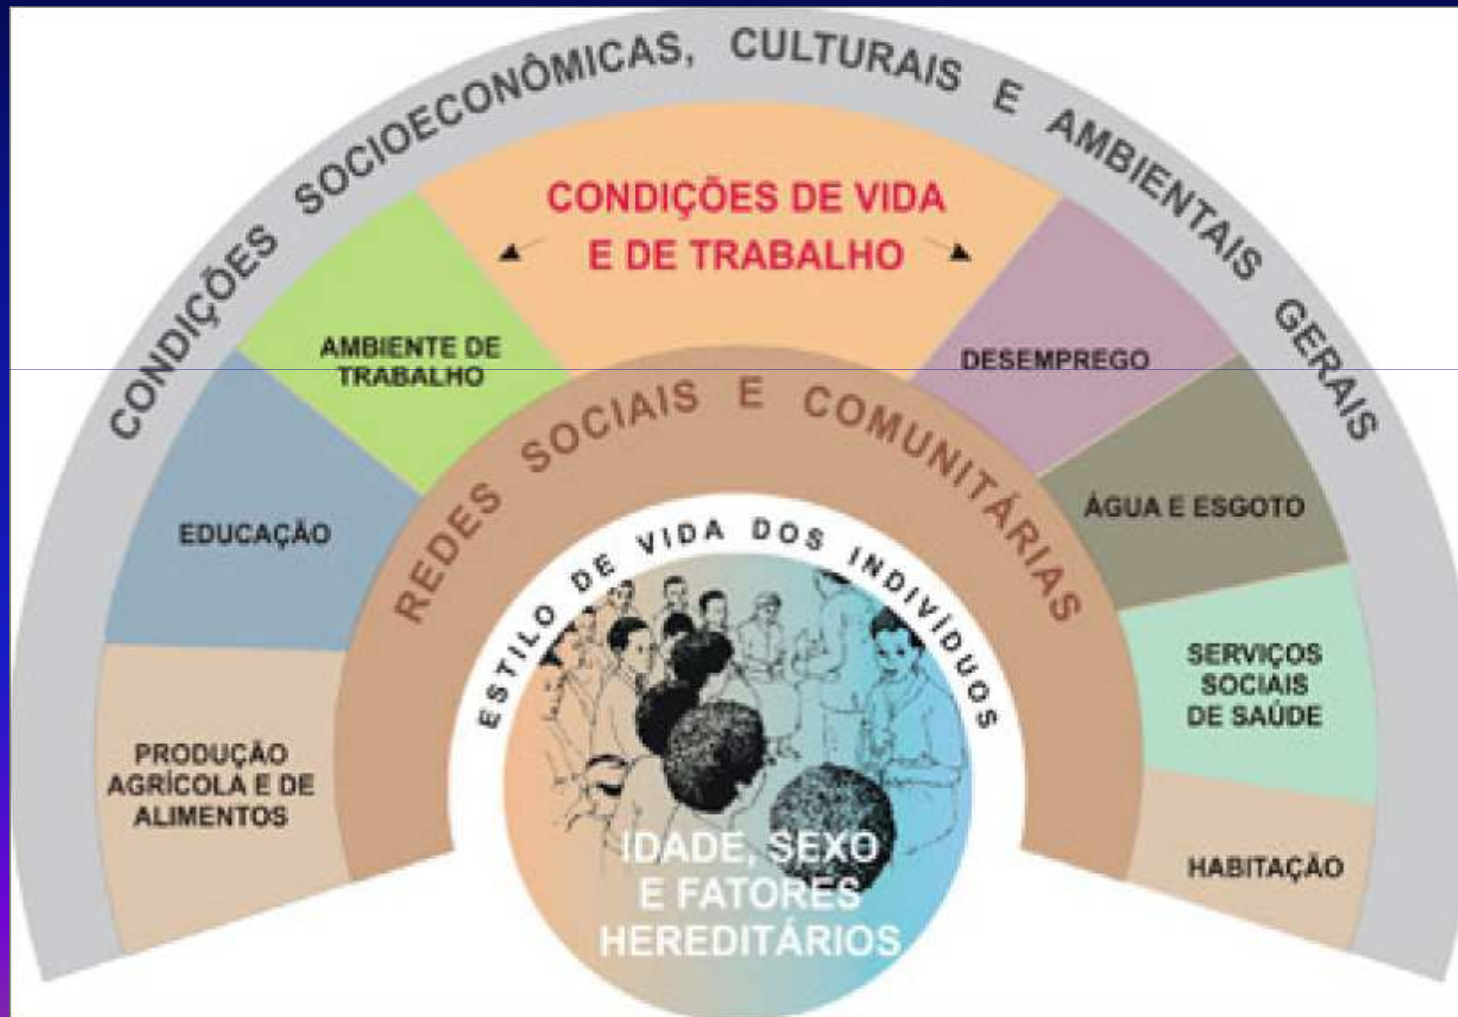 CONDIÇÕES SOCIOECONÔMICAS, CULTURAIS E AMBIENTAIS GERAIS
CONDIÇÕES DE VIDA
E DE TRABALHO
AMBIENTE DE
TRABALHO
DESEMPREGO
REDES SOCIAIS E COMUNITÁRIAS
EDUCAÇÃO
ÁGUA E ESGOTO
ESTILO DE VIDA DOS INDIVÍDUOS
SERVIÇOS
SOCIAIS
DE SAÚDE
PRODUÇÃO
AGRÍCOLA E DE
ALIMENTOS
HABITAÇÃO
IDADE, SEXO
E FATORES
HEREDITÁRIOS